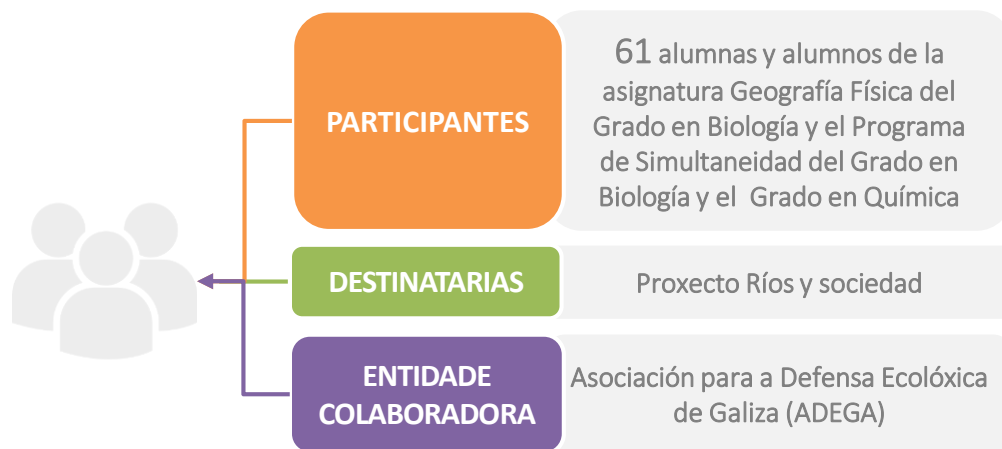 PARTICIPANTES
61 alumnas y alumnos de la
asignatura Geografía Física del
Grado en Biología y el Programa
de Simultaneidad del Grado en
Biología y el Grado en Química
DESTINATARIAS
Proxecto Ríos y sociedad
ENTIDADE
COLABORADORA
Asociación para a Defensa Ecolóxica
de Galiza (ADEGA)